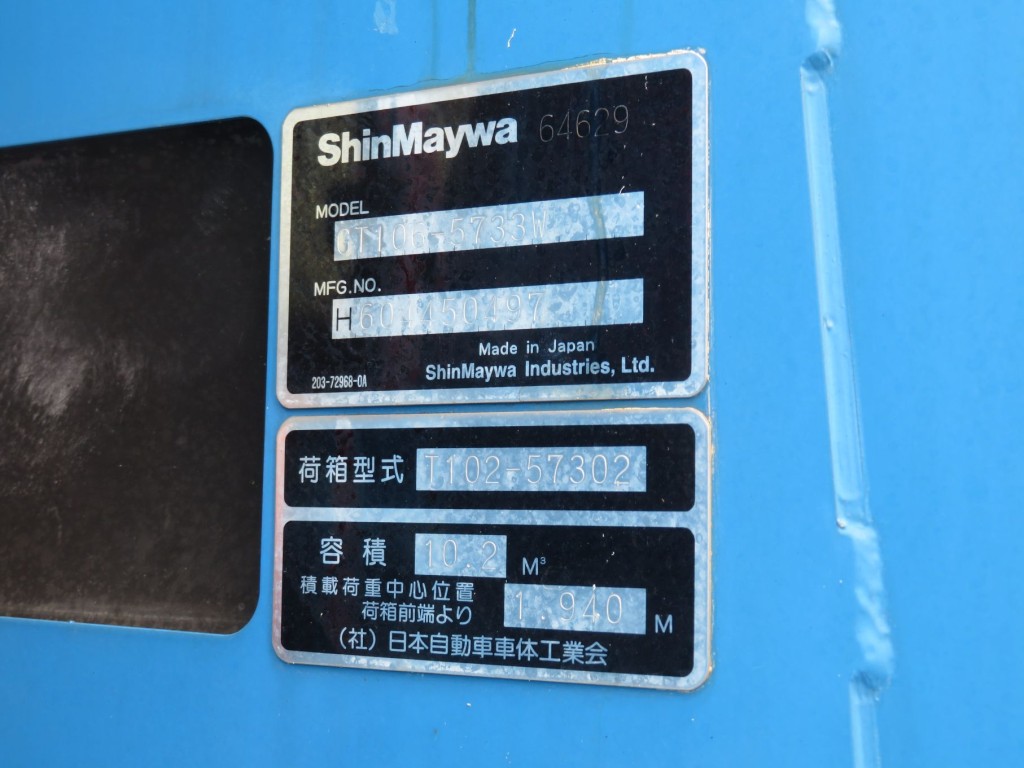 ShinMaywa 64629
MODEL
GT106-5733W
MFG.NO.
H601450497
Made in Japan
203-72968-0A ShinMaywa Industries, Ltd.
荷箱型式 T102-57302
容積 10.2 M³
積載荷重中心位置
荷箱前端より 1.940 M
(社)日本自動車車体工業会